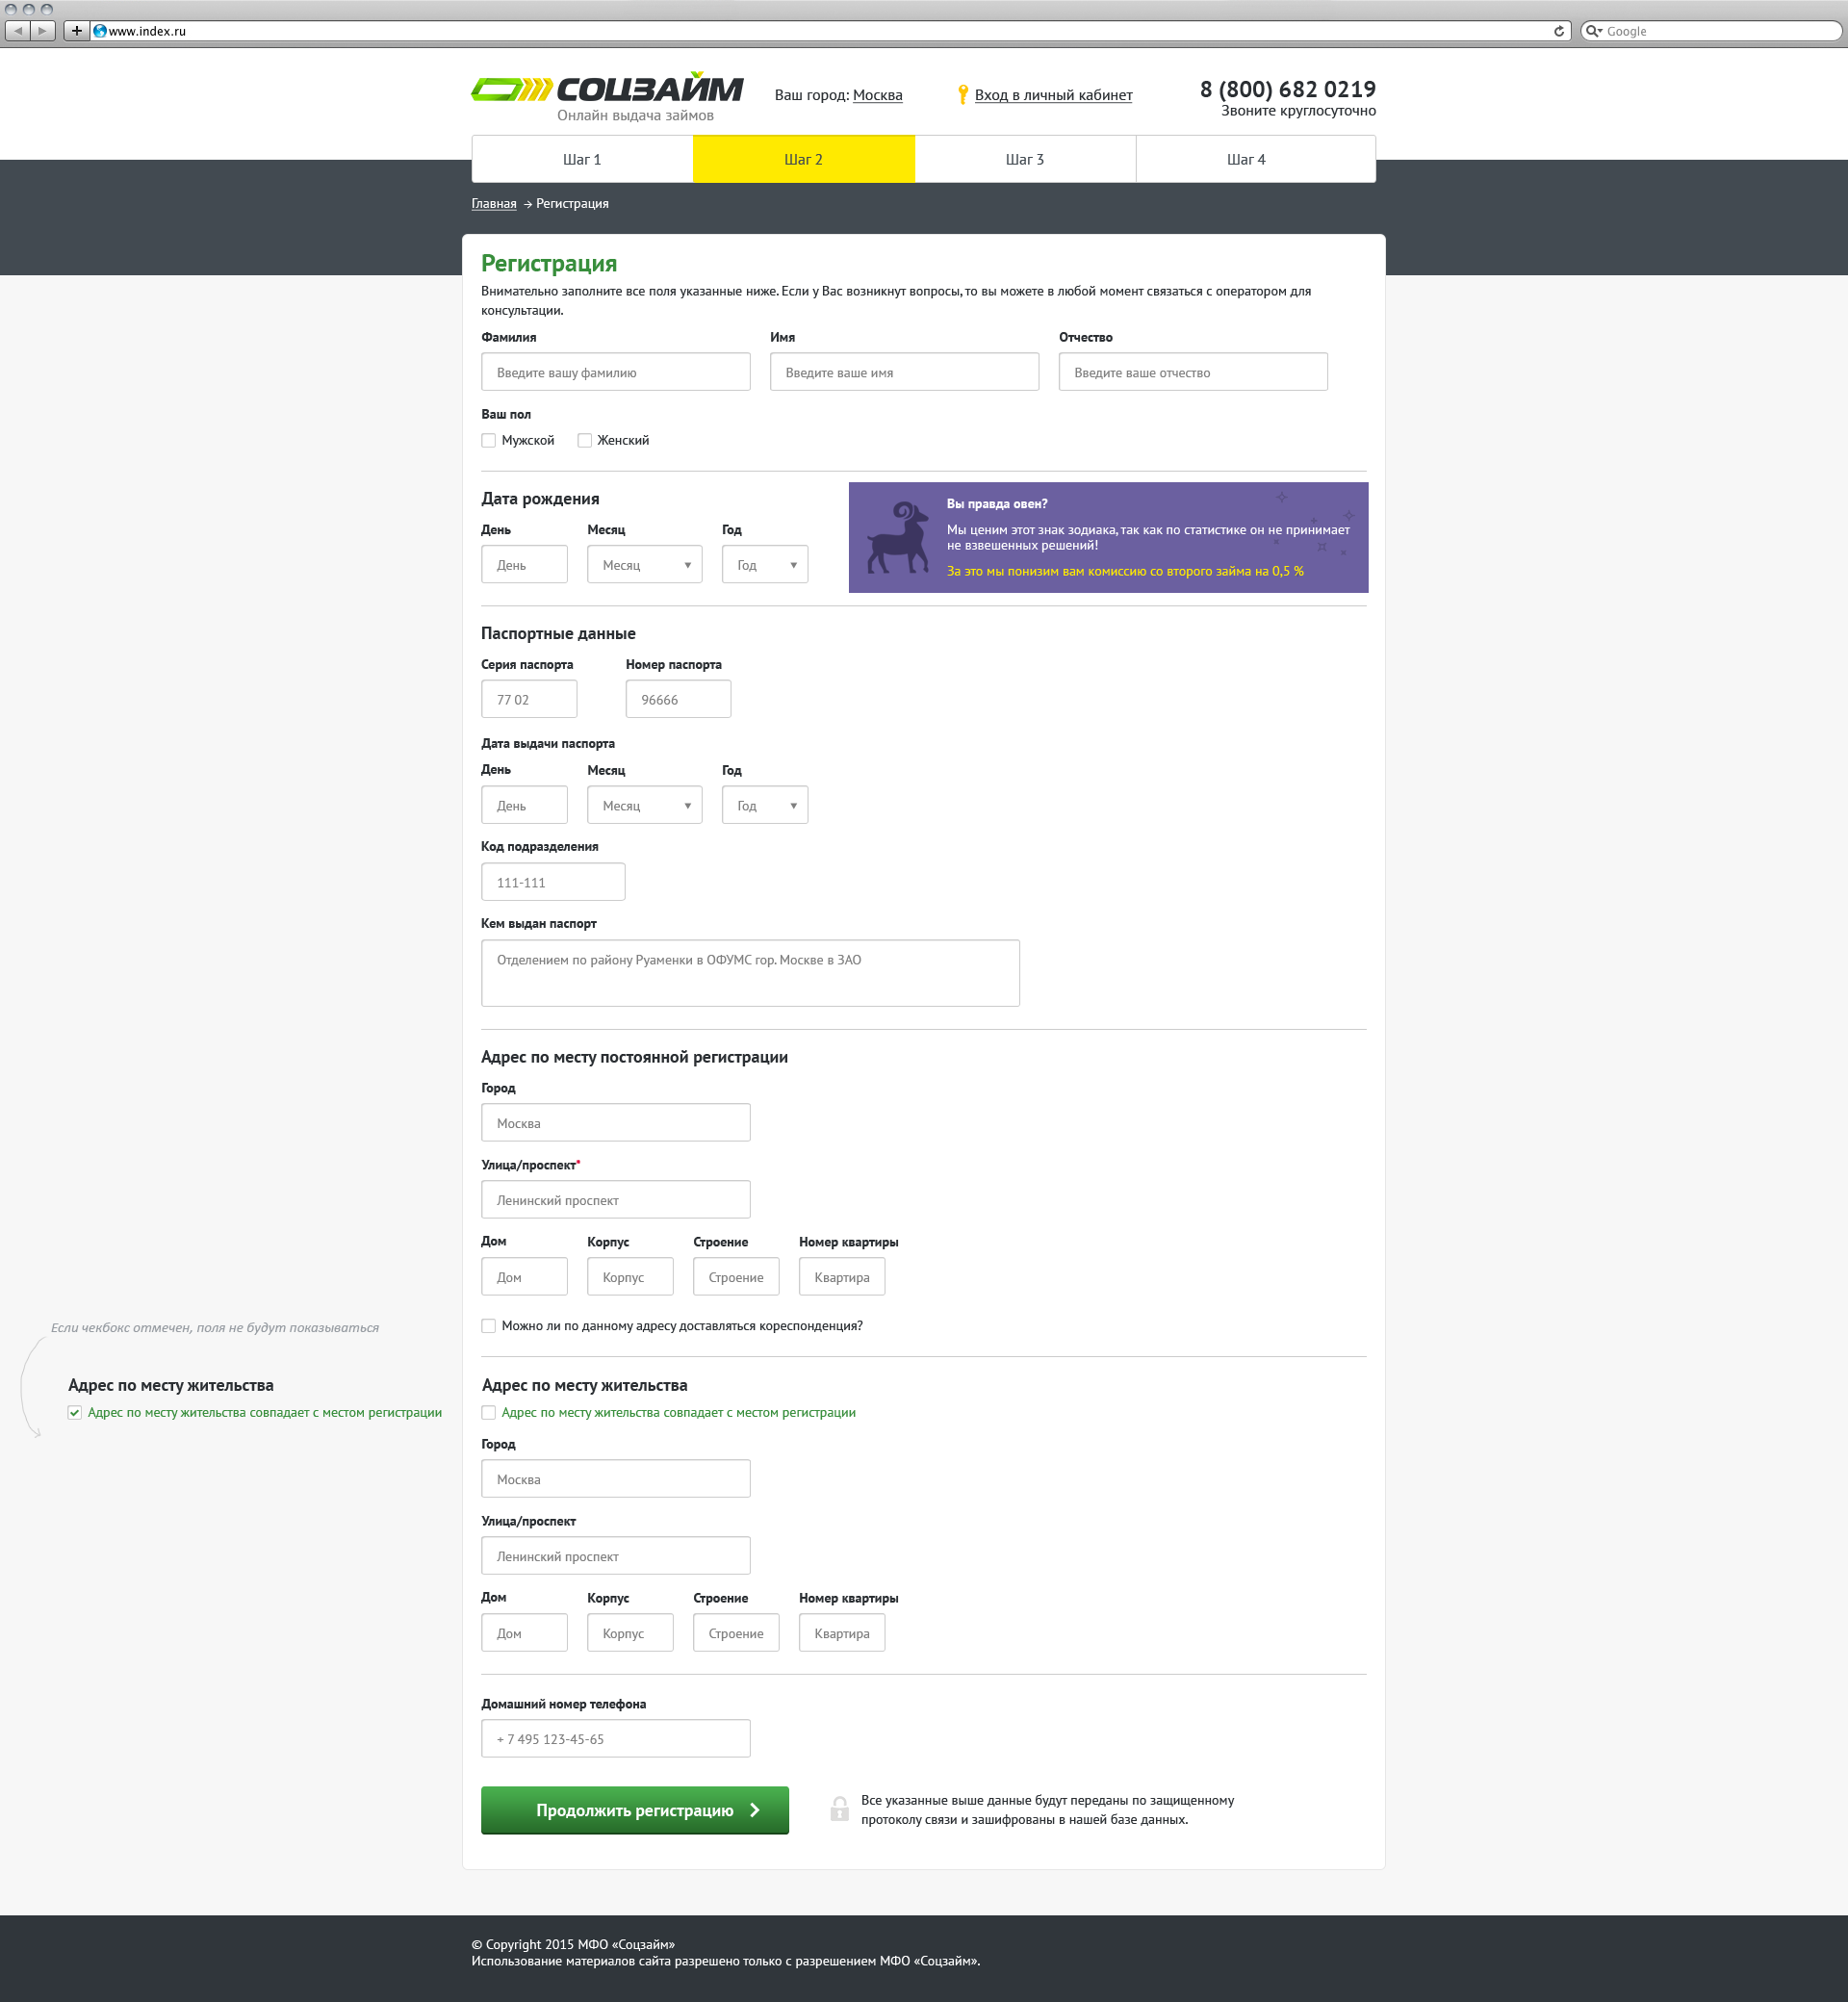 www.index.ru
Google
СОЦЗАЙМ
Онлайн выдача займов
Ваш город: Москва
Вход в личный кабинет
8 (800) 682 0219
Звоните круглосуточно
Шаг 1
Шаг 2
Шаг 3
Шаг 4
Главная → Регистрация
Регистрация
Внимательно заполните все поля указанные ниже. Если у Вас возникнут вопросы, то вы можете в любой момент связаться с оператором для
консультации.
Фамилия
Имя
Отчество
Введите вашу фамилию
Введите ваше имя
Введите ваше отчество
Ваш пол
Мужской
Женский
Дата рождения
День
Месяц
Год
День
Месяц
Год
Вы правда овен?
Мы ценим этот знак зодиака, так как по статистике он не принимает
не взвешенных решений!
За это мы понизим вам комиссию со второго займа на 0,5 %
Паспортные данные
Серия паспорта
Номер паспорта
77 02
96666
Дата выдачи паспорта
День
Месяц
Год
День
Месяц
Год
Код подразделения
111-111
Кем выдан паспорт
Отделением по району Руаменки в ОФУМС гор. Москве в ЗАО
Адрес по месту постоянной регистрации
Город
Москва
Улица/проспект*
Ленинский проспект
Дом
Корпус
Строение
Номер квартиры
Дом
Корпус
Строение
Квартира
Можно ли по данному адресу доставляться кореспонденция?
Если чекбокс отмечен, поля не будут показываться
Адрес по месту жительства
Адрес по месту жительства совпадает с местом регистрации
Адрес по месту жительства
Адрес по месту жительства совпадает с местом регистрации
Город
Москва
Улица/проспект
Ленинский проспект
Дом
Корпус
Строение
Номер квартиры
Дом
Корпус
Строение
Квартира
Домашний номер телефона
+ 7 495 123-45-65
Продолжить регистрацию
Все указанные выше данные будут переданы по защищенному
протоколу связи и зашифрованы в нашей базе данных.
© Copyright 2015 МФО «Соцзайм»
Использование материалов сайта разрешено только с разрешением МФО «Соцзайм».